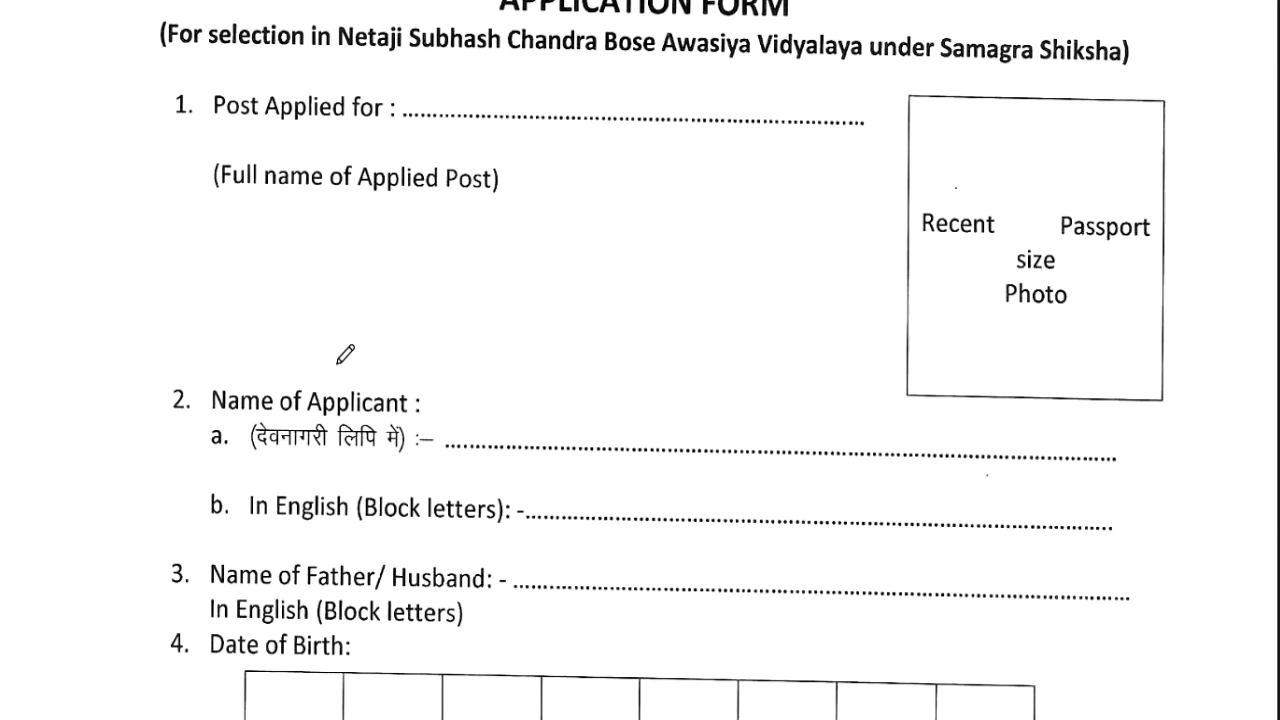 APPLICATION FORM
(For selection in Netaji Subhash Chandra Bose Awasiya Vidyalaya under Samagra Shiksha)
1. Post Applied for : ................................................................................
(Full name of Applied Post)
Recent Passport
size
Photo
2. Name of Applicant :
a. (देवनागरी लिपि में) :– ................................................................................
b. In English (Block letters): -................................................................................
3. Name of Father/ Husband: - ................................................................................
In English (Block letters)
4. Date of Birth: